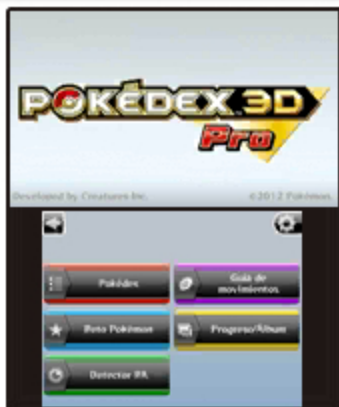 POKÉDEX 3D
Pro
Developed by Creatures Inc.
©2012 Pokémon.
Pokédex
Guía de
movimientos
Reto Pokémon
Progreso/Álbum
Detector RA